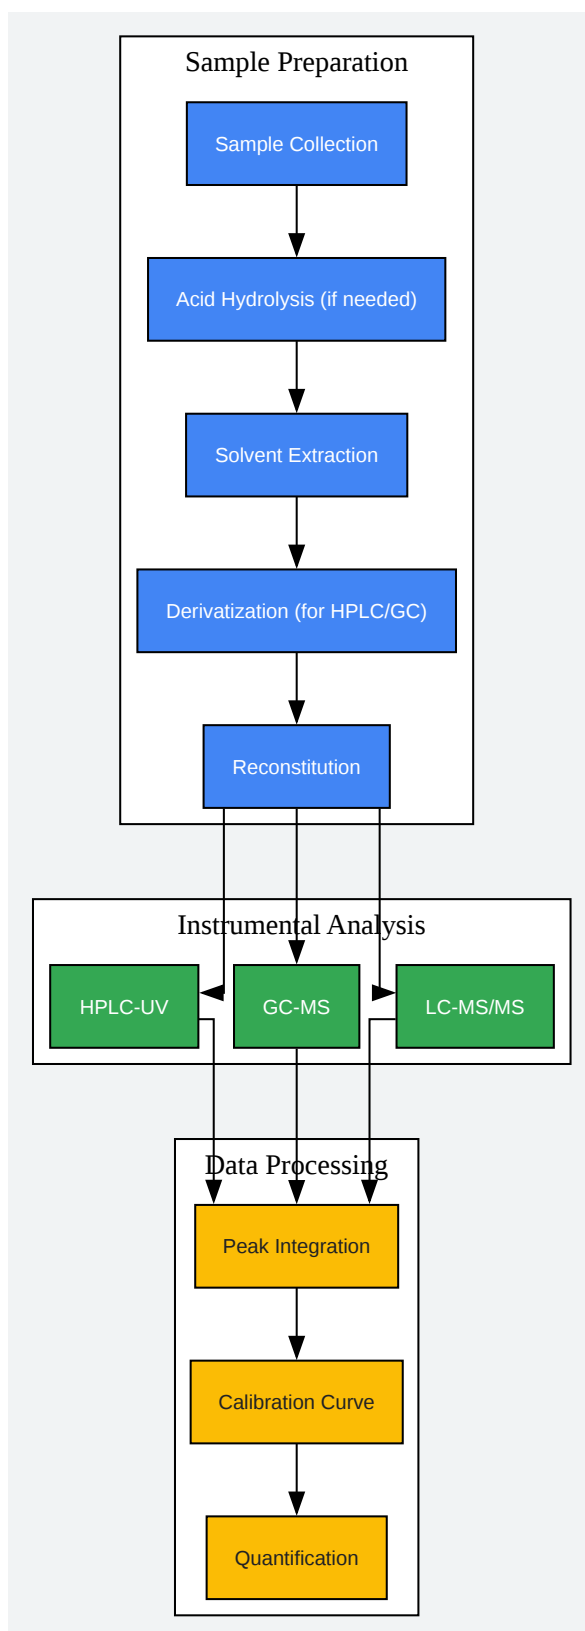 Sample Preparation
Sample Collection
Acid Hydrolysis (if needed)
Solvent Extraction
Derivatization (for HPLC/GC)
Reconstitution
Instrumental Analysis
HPLC-UV
GC-MS
LC-MS/MS
Data Processing
Peak Integration
Calibration Curve
Quantification